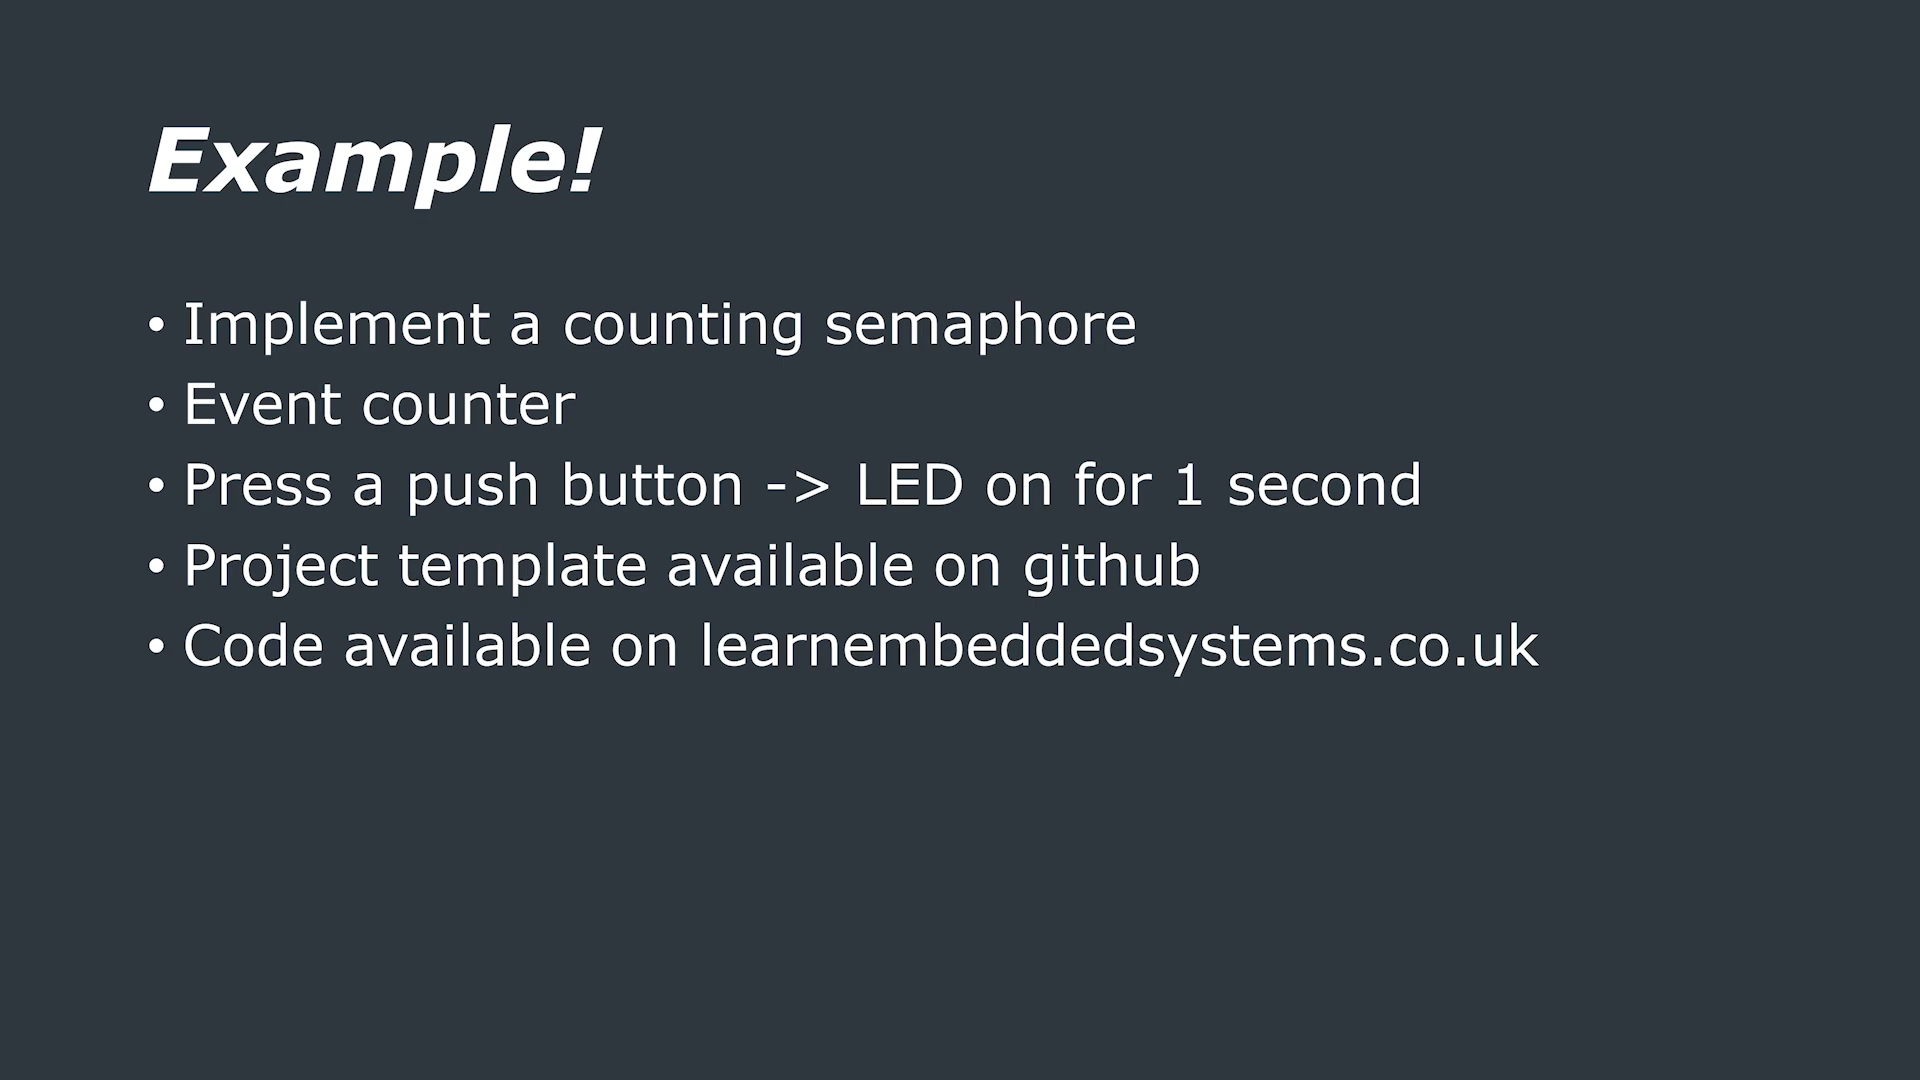 Example!
• Implement a counting semaphore
• Event counter
• Press a push button -> LED on for 1 second
• Project template available on github
• Code available on learnembeddedsystems.co.uk